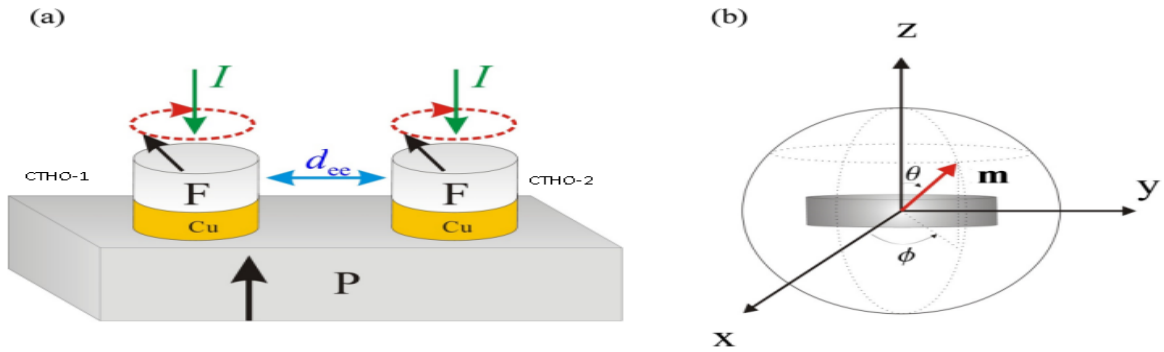 (a)
I
I
d_ee
CTHO-1
F
F
CTHO-2
Cu
Cu
P
(b)
z
θ
m
y
ϕ
x